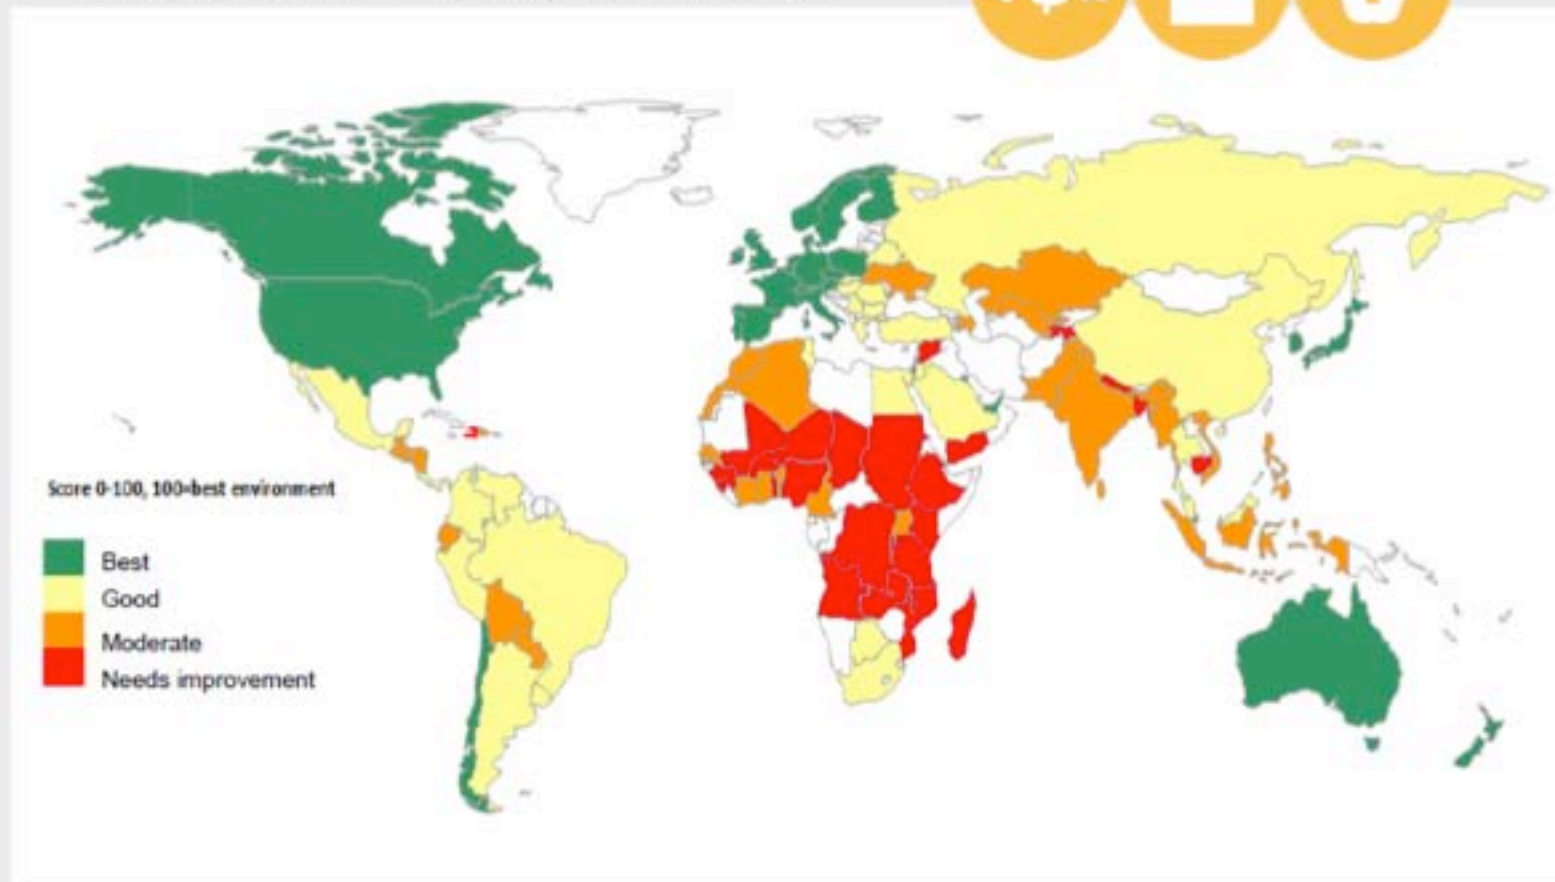 Score 0-100, 100=best environment
Best
Good
Moderate
Needs improvement